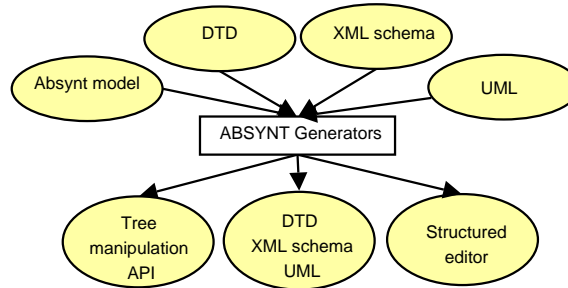 DTD
XML schema
Absynt model
UML
ABSYNT Generators
Tree
manipulation
API
DTD
XML schema
UML
Structured
editor